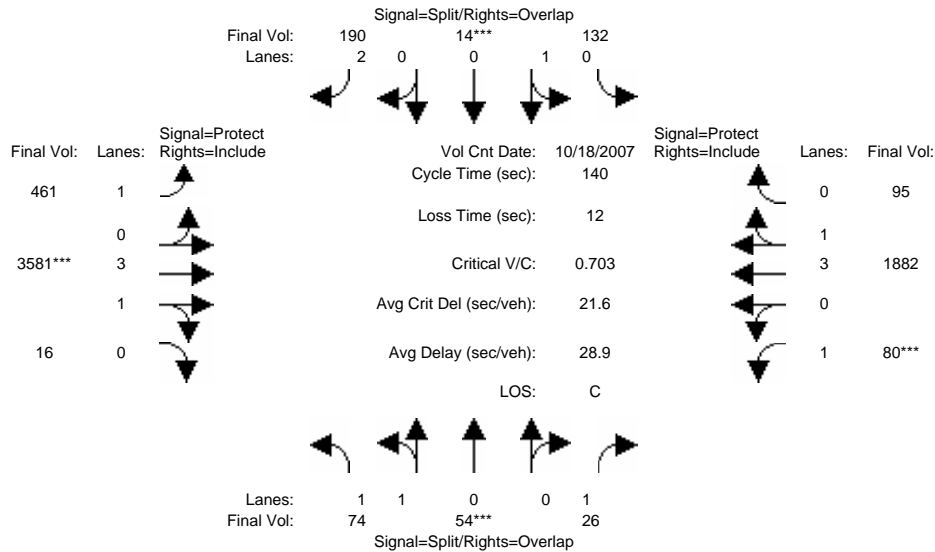 Signal=Split/Rights=Overlap
Final Vol: 190 14*** 132
Lanes: 2 0 0 1 0
Signal=Protect
Final Vol: Lanes: Rights=Include
Vol Cnt Date: 10/18/2007
Signal=Protect
Rights=Include Lanes: Final Vol:
Cycle Time (sec): 140
461 1
0 95
Loss Time (sec): 12
0
1
3581*** 3
Critical V/C: 0.703
3 1882
1
Avg Crit Del (sec/veh): 21.6
0
16 0
Avg Delay (sec/veh): 28.9
1 80***
LOS: C
Lanes: 1 1 0 0 1
Final Vol: 74 54*** 26
Signal=Split/Rights=Overlap